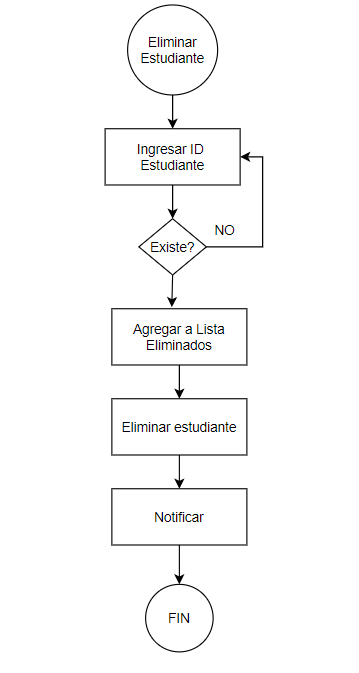 Eliminar
Estudiante
Ingresar ID
Estudiante
Existe?
NO
Agregar a Lista
Eliminados
Eliminar estudiante
Notificar
FIN